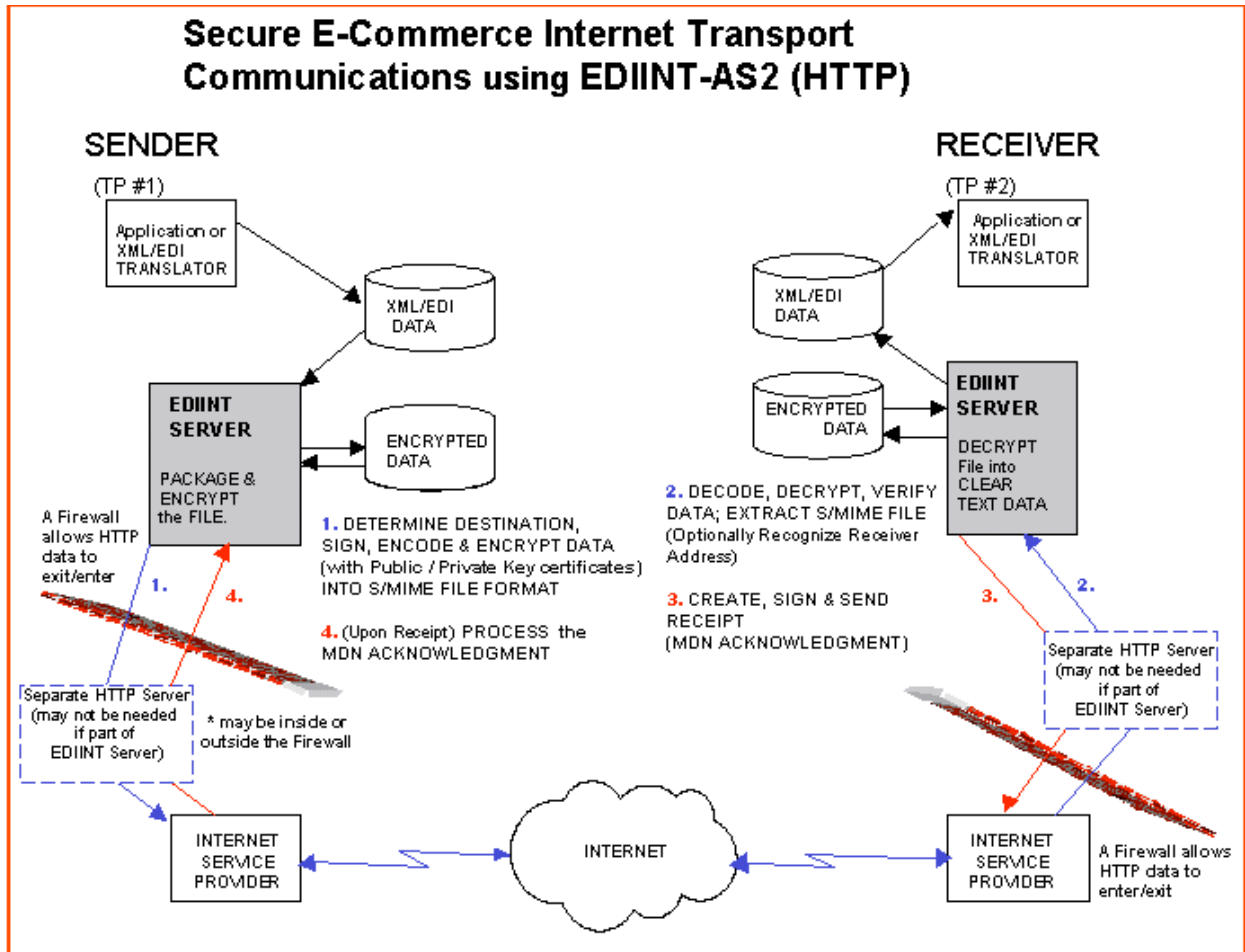 Secure E-Commerce Internet Transport
Communications using EDIINT-AS2 (HTTP)
SENDER
(TP #1)
Application or
XML/EDI
TRANSLATOR
XML/EDI
DATA
EDIINT
SERVER
PACKAGE &
ENCRYPT
the FILE.
ENCRYPTED
DATA
A Firewall
allows HTTP
data to
exit/enter
1.
4.
1. DETERMINE DESTINATION,
SIGN, ENCODE & ENCRYPT DATA
(with Public / Private Key certificates)
INTO S/MIME FILE FORMAT
4. (Upon Receipt) PROCESS the
MDN ACKNOWLEDGMENT
Separate HTTP Server
(may not be needed
if part of
EDIINT Server)
* may be inside or
outside the Firewall
INTERNET
SERVICE
PROVIDER
INTERNET
RECEIVER
(TP #2)
Application or
XML/EDI
TRANSLATOR
XML/EDI
DATA
ENCRYPTED
DATA
EDIINT
SERVER
DECRYPT
File into
CLEAR
TEXT DATA
2. DECODE, DECRYPT, VERIFY
DATA; EXTRACT S/MIME FILE
(Optionally Recognize Receiver
Address)
3. CREATE, SIGN & SEND
RECEIPT
(MDN ACKNOWLEDGMENT)
3.
2.
Separate HTTP Server
(may not be needed
if part of
EDIINT Server)
INTERNET
SERVICE
PROVIDER
A Firewall allows
HTTP data to
enter/exit